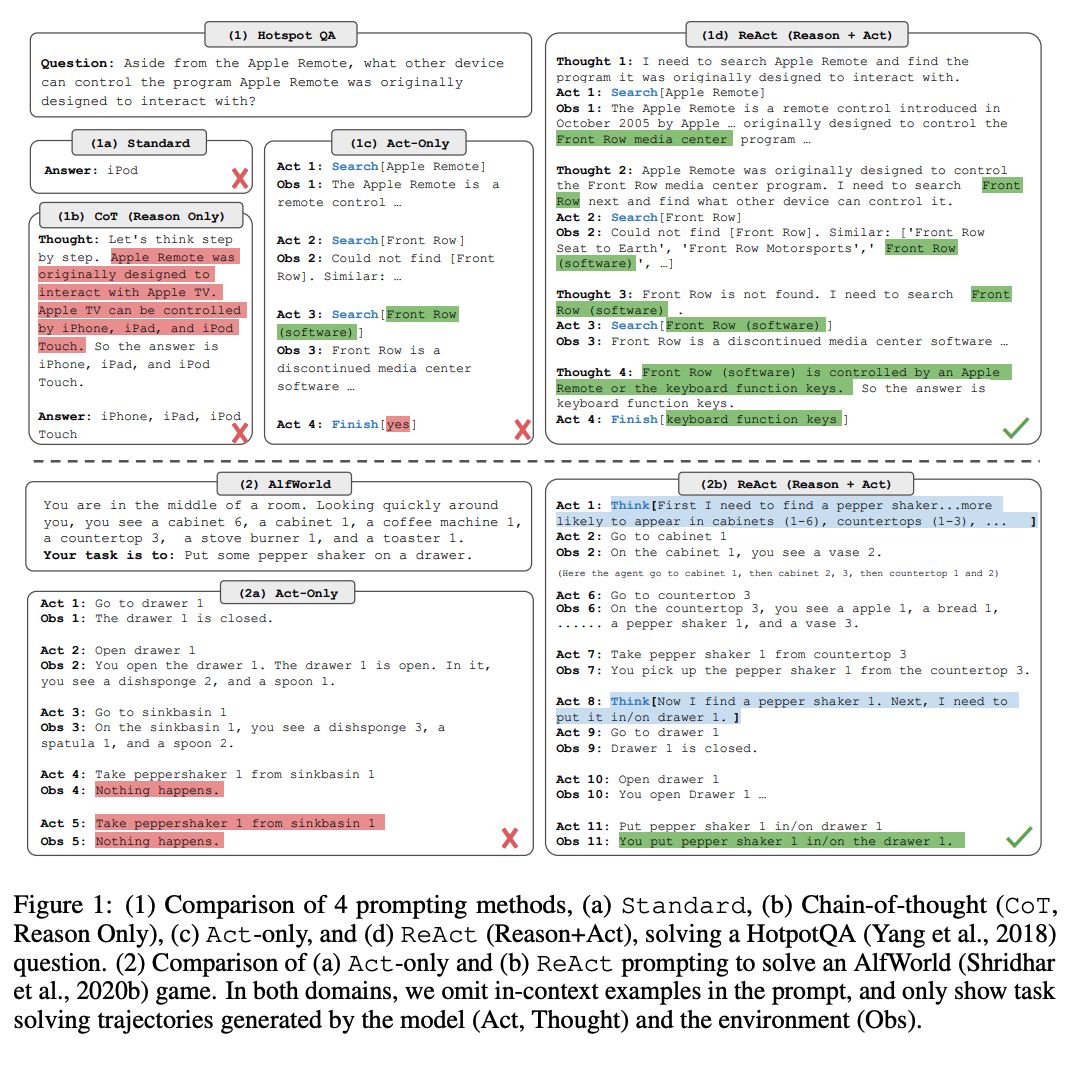 (1) Hotspot QA
Question: Aside from the Apple Remote, what other device
can control the program Apple Remote was originally
designed to interact with?
(1a) Standard
Answer: iPod
(1b) CoT (Reason Only)
Thought: Let's think step
by step. Apple Remote was
originally designed to
interact with Apple TV.
Apple TV can be controlled
by iPhone, iPad, and iPod
Touch. So the answer is
iPhone, iPad, and iPod
Touch.
Answer: iPhone, iPad, iPod
Touch
(1c) Act-Only
Act 1: Search[Apple Remote]
Obs 1: The Apple Remote is a
remote control …
Act 2: Search[Front Row]
Obs 2: Could not find [Front
Row]. Similar: …
Act 3: Search[Front Row
(software)]
Obs 3: Front Row is a
discontinued media center
software …
Act 4: Finish[yes]
(1d) ReAct (Reason + Act)
Thought 1: I need to search Apple Remote and find the
program it was originally designed to interact with.
Act 1: Search[Apple Remote]
Obs 1: The Apple Remote is a remote control introduced in
October 2005 by Apple … originally designed to control the
Front Row media center program …
Thought 2: Apple Remote was originally designed to control
the Front Row media center program. I need to search Front
Row next and find what other device can control it.
Act 2: Search[Front Row]
Obs 2: Could not find [Front Row]. Similar: ['Front Row
Seat to Earth', 'Front Row Motorsports',' Front Row
(software)', …]
Thought 3: Front Row is not found. I need to search Front
Row (software) .
Act 3: Search[Front Row (software)]
Obs 3: Front Row is a discontinued media center software …
Thought 4: Front Row (software) is controlled by an Apple
Remote or the keyboard function keys. So the answer is
keyboard function keys.
Act 4: Finish[keyboard function keys]
(2) AlfWorld
You are in the middle of a room. Looking quickly around
you, you see a cabinet 6, a cabinet 1, a coffee machine 1,
a countertop 3, a stove burner 1, and a toaster 1.
Your task is to: Put some pepper shaker on a drawer.
(2a) Act-Only
Act 1: Go to drawer 1
Obs 1: The drawer 1 is closed.
Act 2: Open drawer 1
Obs 2: You open the drawer 1. The drawer 1 is open. In it,
you see a dishsponge 2, and a spoon 1.
Act 3: Go to sinkbasin 1
Obs 3: On the sinkbasin 1, you see a dishsponge 3, a
spatula 1, and a spoon 2.
Act 4: Take peppershaker 1 from sinkbasin 1
Obs 4: Nothing happens.
Act 5: Take peppershaker 1 from sinkbasin 1
Obs 5: Nothing happens.
(2b) ReAct (Reason + Act)
Act 1: Think[First I need to find a pepper shaker...more
likely to appear in cabinets (1-6), countertops (1-3), ... ]
Act 2: Go to cabinet 1
Obs 2: On the cabinet 1, you see a vase 2.
(Here the agent go to cabinet 1, then cabinet 2, 3, then countertop 1 and 2)
Act 6: Go to countertop 3
Obs 6: On the countertop 3, you see a apple 1, a bread 1,
...... a pepper shaker 1, and a vase 3.
Act 7: Take pepper shaker 1 from countertop 3
Obs 7: You pick up the pepper shaker 1 from the countertop 3.
Act 8: Think[Now I find a pepper shaker 1. Next, I need to
put it in/on drawer 1. ]
Act 9: Go to drawer 1
Obs 9: Drawer 1 is closed.
Act 10: Open drawer 1
Obs 10: You open Drawer 1 …
Act 11: Put pepper shaker 1 in/on drawer 1
Obs 11: You put pepper shaker 1 in/on the drawer 1.
Figure 1: (1) Comparison of 4 prompting methods, (a) Standard, (b) Chain-of-thought (CoT,
Reason Only), (c) Act-only, and (d) ReAct (Reason+Act), solving a HotpotQA (Yang et al., 2018)
question. (2) Comparison of (a) Act-only and (b) ReAct prompting to solve an AlfWorld (Shridhar
et al., 2020b) game. In both domains, we omit in-context examples in the prompt, and only show task
solving trajectories generated by the model (Act, Thought) and the environment (Obs).